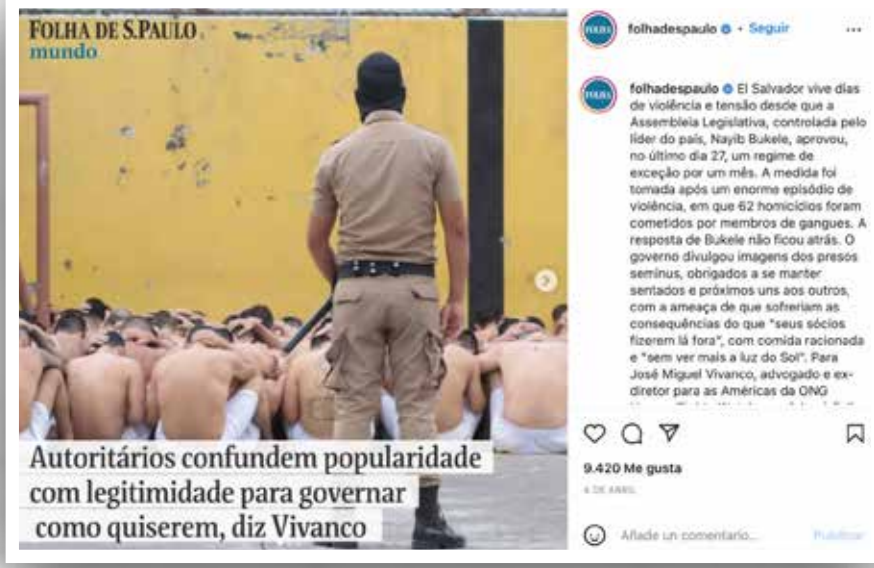 FOLHA DE S.PAULO
mundo
Autoritários confundem popularidade
com legitimidade para governar
como quiserem, diz Vivanco
FOLHA
folhadespaulo • Seguir
FOLHA
folhadespaulo El Salvador vive dias
de violência e tensão desde que a
Assembleia Legislativa, controlada pelo
líder do país, Nayib Bukele, aprovou,
no último dia 27, um regime de
exceção por um mês. A medida foi
tomada após um enorme episódio de
violência, em que 62 homicídios foram
cometidos por membros de gangues. A
resposta de Bukele não ficou atrás. O
governo divulgou imagens dos presos
seminus, obrigados a se manter
sentados e próximos uns aos outros,
com a ameaça de que sofreriam as
consequências do que "seus sócios
fizerem lá fora", com comida racionada
e "sem ver mais a luz do Sol". Para
José Miguel Vivanco, advogado e ex-
diretor para as Américas da ONG
9.420 Me gusta
4 DE ABRIL
Añade un comentario...
Publicar